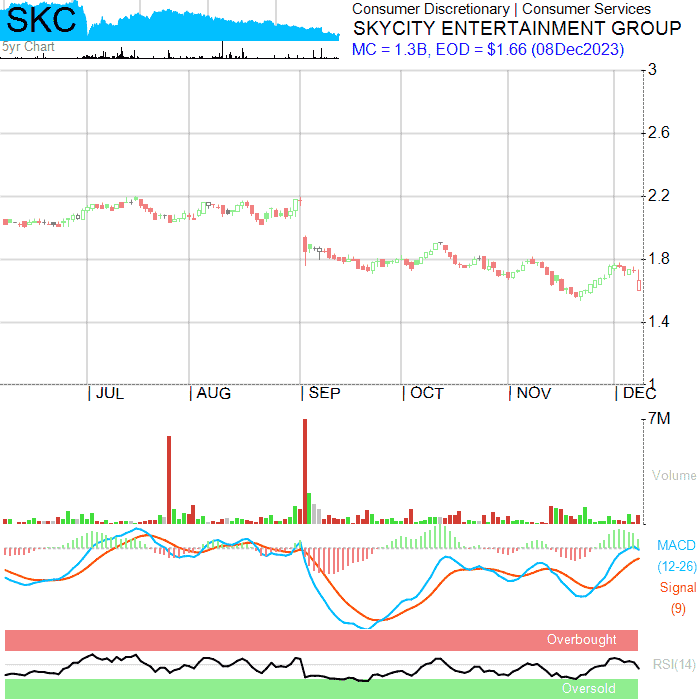 SKC
5yr Chart
Consumer Discretionary | Consumer Services
SKYCITY ENTERTAINMENT GROUP
MC = 1.3B, EOD = $1.66 (08Dec2023)
3
2.6
2.2
1.8
1.4
1
| JUL | AUG | SEP | OCT | NOV | DEC
7M
Volume
MACD
(12-26)
Signal
(9)
Overbought
RSI(14)
Oversold